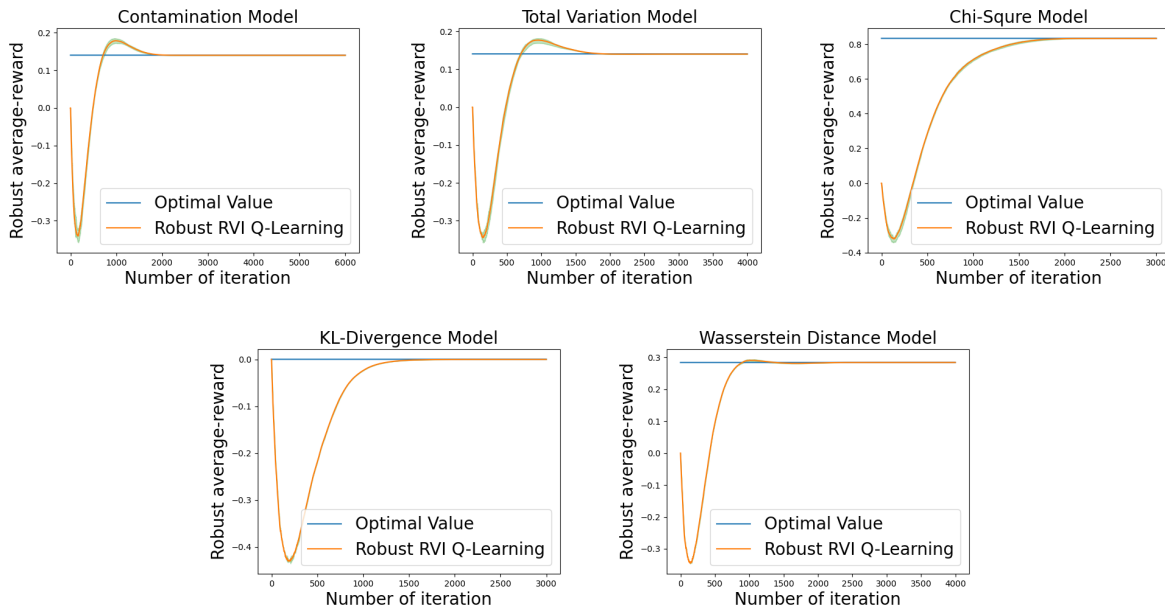 Contamination Model
Robust average-reward
0.2
0.1
0.0
−0.1
−0.2
−0.3
Optimal Value
Robust RVI Q-Learning
0 1000 2000 3000 4000 5000 6000
Number of iteration
Total Variation Model
Robust average-reward
0.2
0.1
0.0
−0.1
−0.2
−0.3
Optimal Value
Robust RVI Q-Learning
0 500 1000 1500 2000 2500 3000 3500 4000
Number of iteration
Chi-Squre Model
Robust average-reward
0.8
0.6
0.4
0.2
0.0
−0.2
−0.4
Optimal Value
Robust RVI Q-Learning
0 500 1000 1500 2000 2500 3000
Number of iteration
KL-Divergence Model
Robust average-reward
0.0
−0.1
−0.2
−0.3
−0.4
Optimal Value
Robust RVI Q-Learning
0 500 1000 1500 2000 2500 3000
Number of iteration
Wasserstein Distance Model
Robust average-reward
0.3
0.2
0.1
0.0
−0.1
−0.2
−0.3
Optimal Value
Robust RVI Q-Learning
0 500 1000 1500 2000 2500 3000 3500 4000
Number of iteration